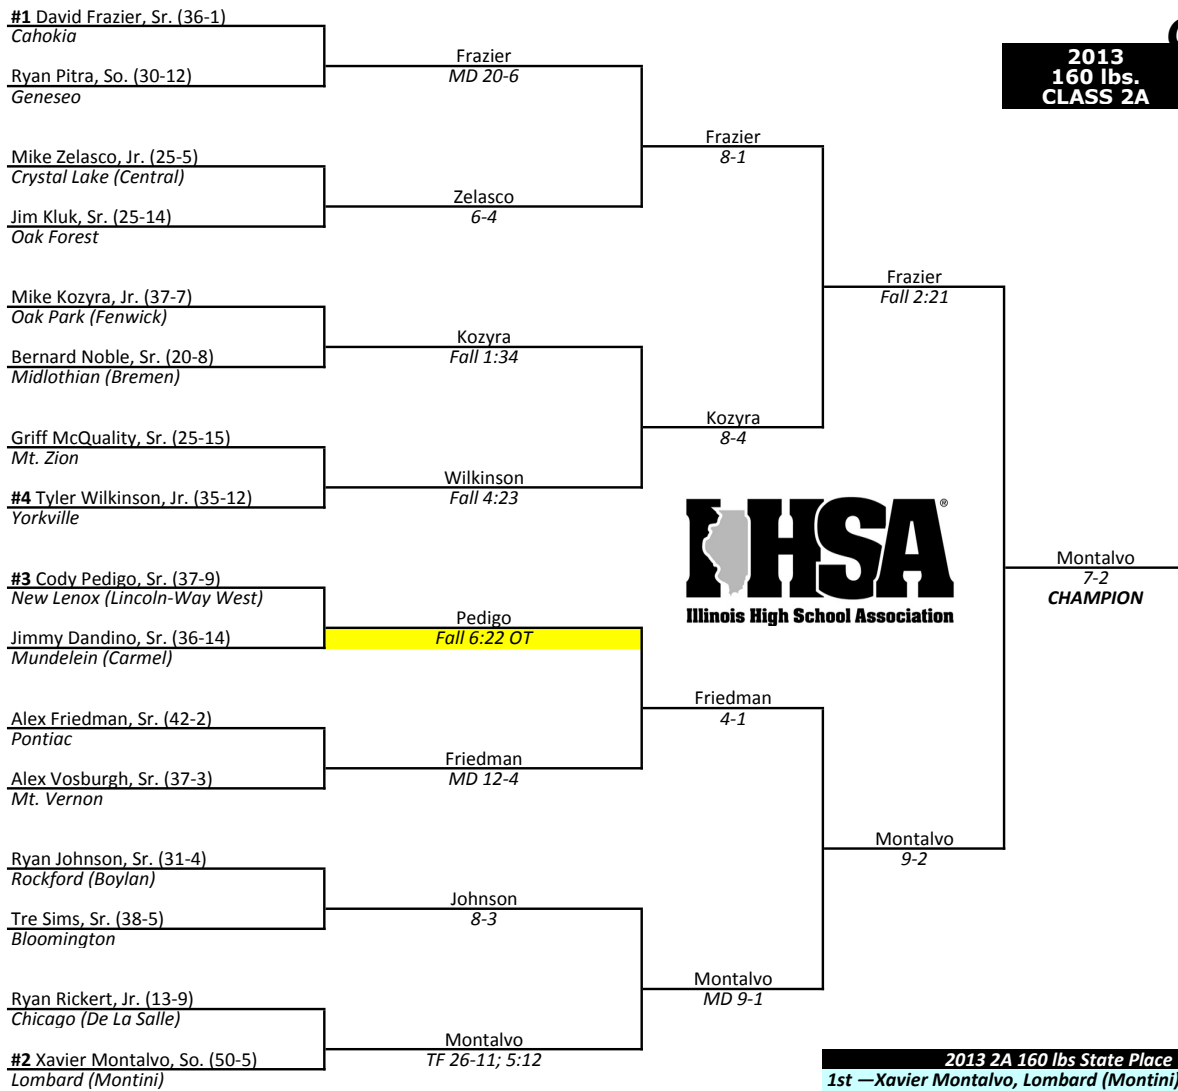 #1 David Frazier, Sr. (36-1)
Cahokia
Frazier
MD 20-6
Ryan Pitra, So. (30-12)
Geneseo
2013
160 lbs.
CLASS 2A
Frazier
8-1
Mike Zelasco, Jr. (25-5)
Crystal Lake (Central)
Zelasco
6-4
Jim Kluk, Sr. (25-14)
Oak Forest
Frazier
Fall 2:21
Mike Kozyra, Jr. (37-7)
Oak Park (Fenwick)
Kozyra
Fall 1:34
Bernard Noble, Sr. (20-8)
Midlothian (Bremen)
Kozyra
8-4
Griff McQuality, Sr. (25-15)
Mt. Zion
Wilkinson
Fall 4:23
#4 Tyler Wilkinson, Jr. (35-12)
Yorkville
IHSA®
Illinois High School Association
Montalvo
7-2
CHAMPION
#3 Cody Pedigo, Sr. (37-9)
New Lenox (Lincoln-Way West)
Pedigo
Fall 6:22 OT
Jimmy Dandino, Sr. (36-14)
Mundelein (Carmel)
Friedman
4-1
Alex Friedman, Sr. (42-2)
Pontiac
Friedman
MD 12-4
Alex Vosburgh, Sr. (37-3)
Mt. Vernon
Montalvo
9-2
Ryan Johnson, Sr. (31-4)
Rockford (Boylan)
Johnson
8-3
Tre Sims, Sr. (38-5)
Bloomington
Montalvo
MD 9-1
Ryan Rickert, Jr. (13-9)
Chicago (De La Salle)
Montalvo
TF 26-11; 5:12
#2 Xavier Montalvo, So. (50-5)
Lombard (Montini)
2013 2A 160 lbs State Place
1st —Xavier Montalvo, Lombard (Montini)